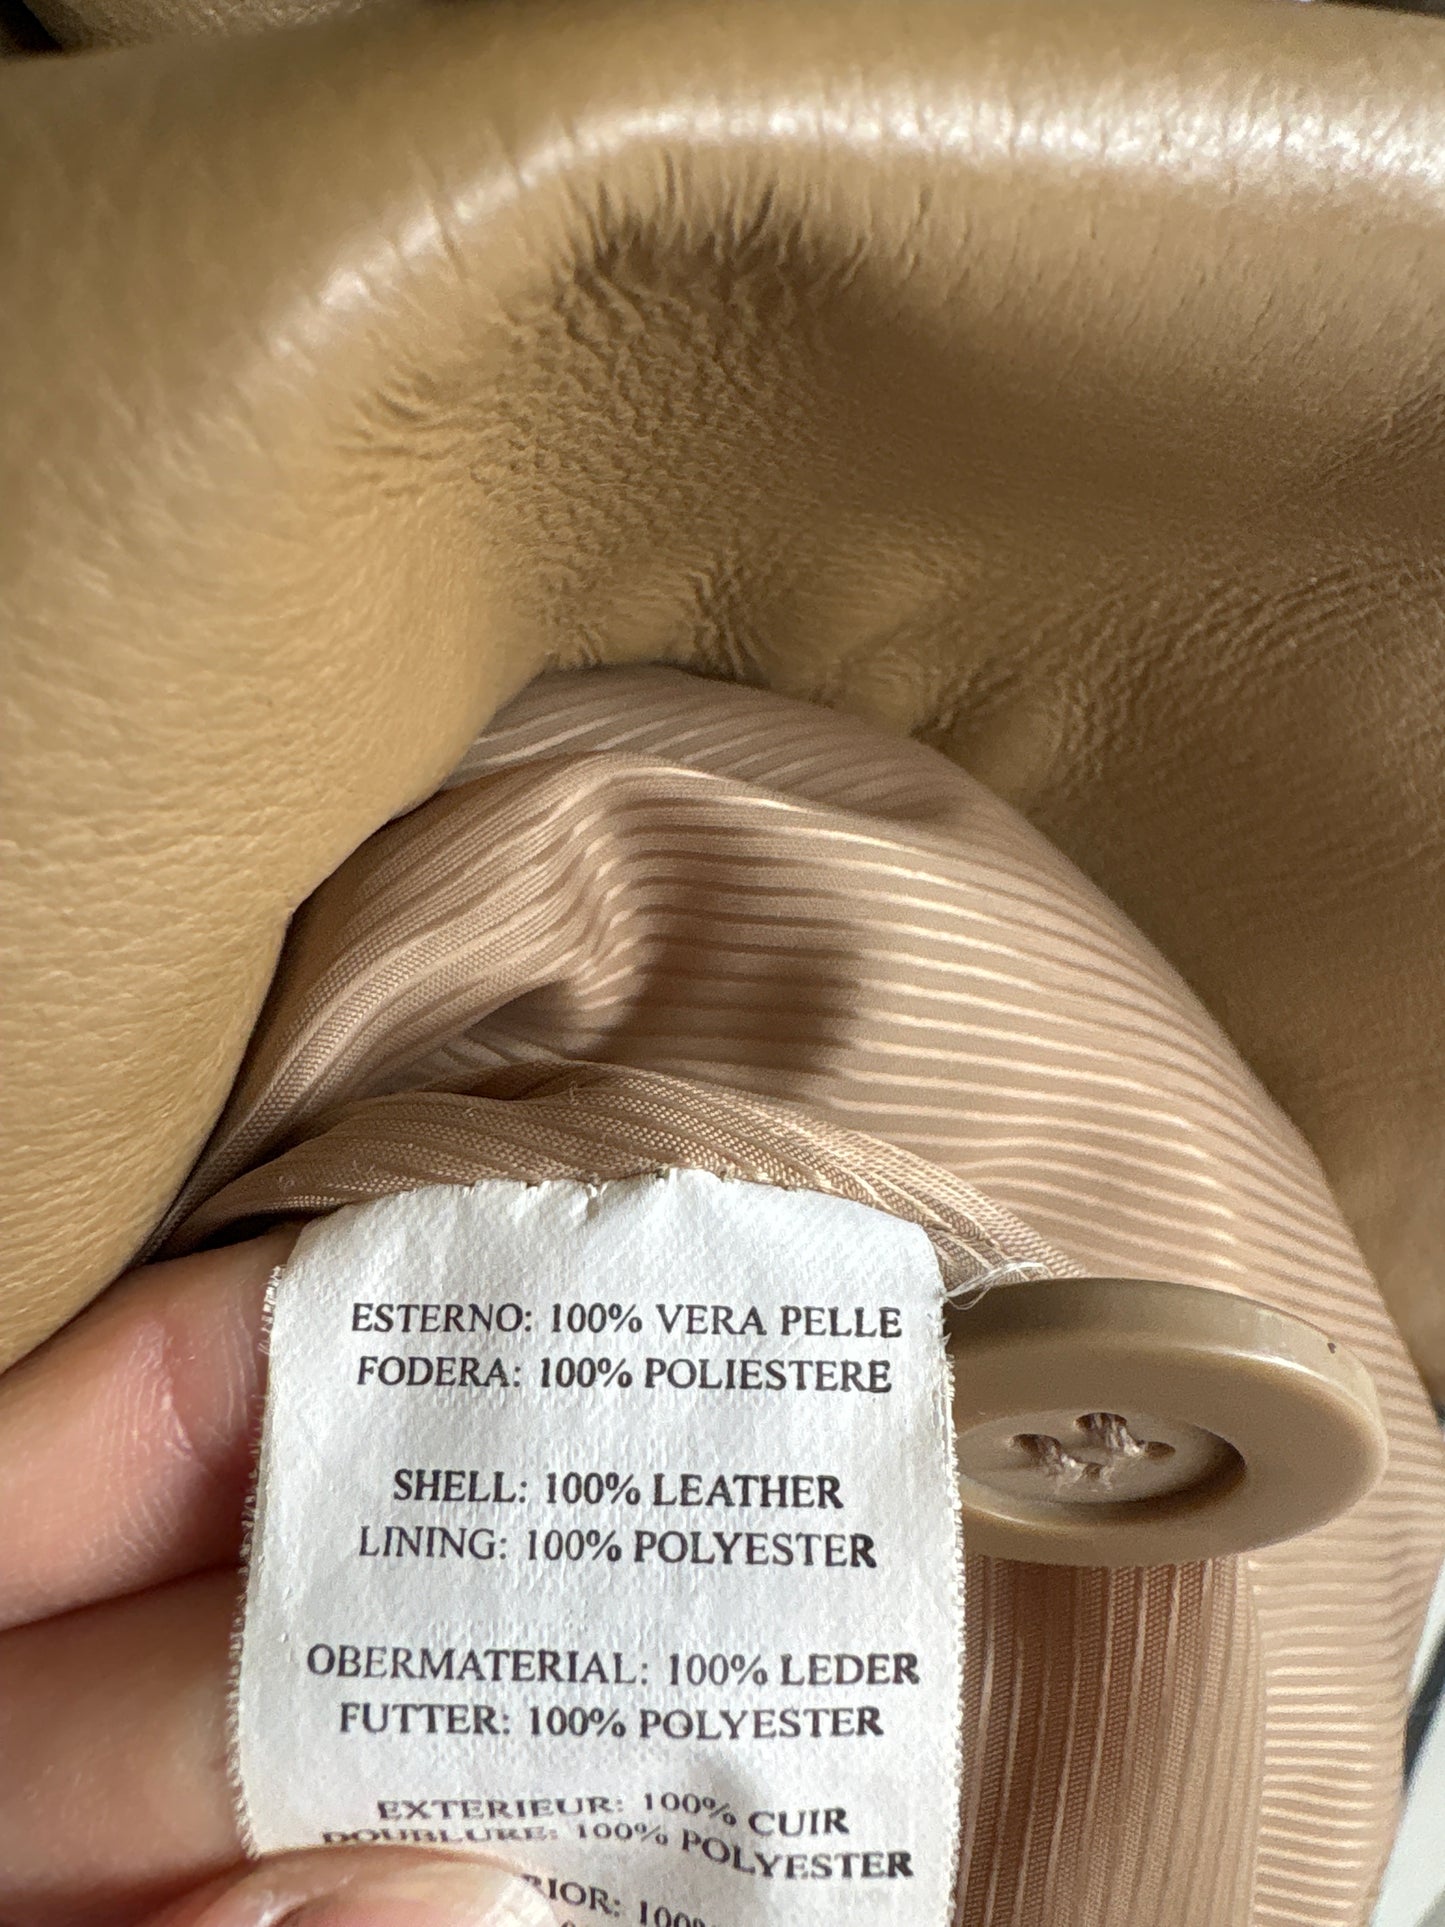 ESTERNO: 100% VERA PELLE
FODERA: 100% POLIESTERE
SHELL: 100% LEATHER
LINING: 100% POLYESTER
OBERMATERIAL: 100% LEDER
FUTTER: 100% POLYESTER
EXTERIEUR: 100% CUIR
DOUBLURE: 100% POLYESTER